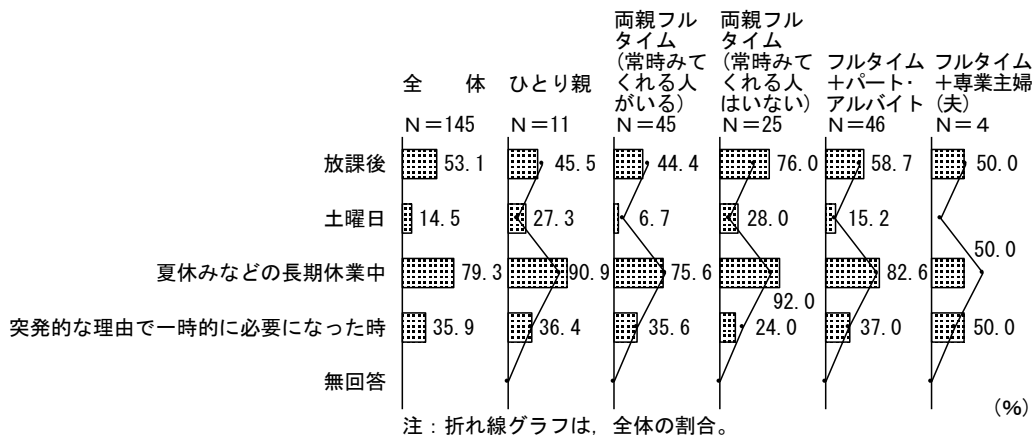 全　体
ひとり親
両親フル
タイム
(常時みて
くれる人
がいる)
両親フル
タイム
(常時みて
くれる人
はいない)
フルタイム
＋パート・
アルバイト
フルタイム
＋専業主婦
(夫)
Ｎ＝145
Ｎ＝11
Ｎ＝45
Ｎ＝25
Ｎ＝46
Ｎ＝4
放課後 53.1 45.5 44.4 76.0 58.7 50.0
土曜日 14.5 27.3 6.7 28.0 15.2
夏休みなどの長期休業中 79.3 90.9 75.6 92.0 82.6 50.0
突発的な理由で一時的に必要になった時 35.9 36.4 35.6 24.0 37.0 50.0
無回答
(%)
注：折れ線グラフは，全体の割合。